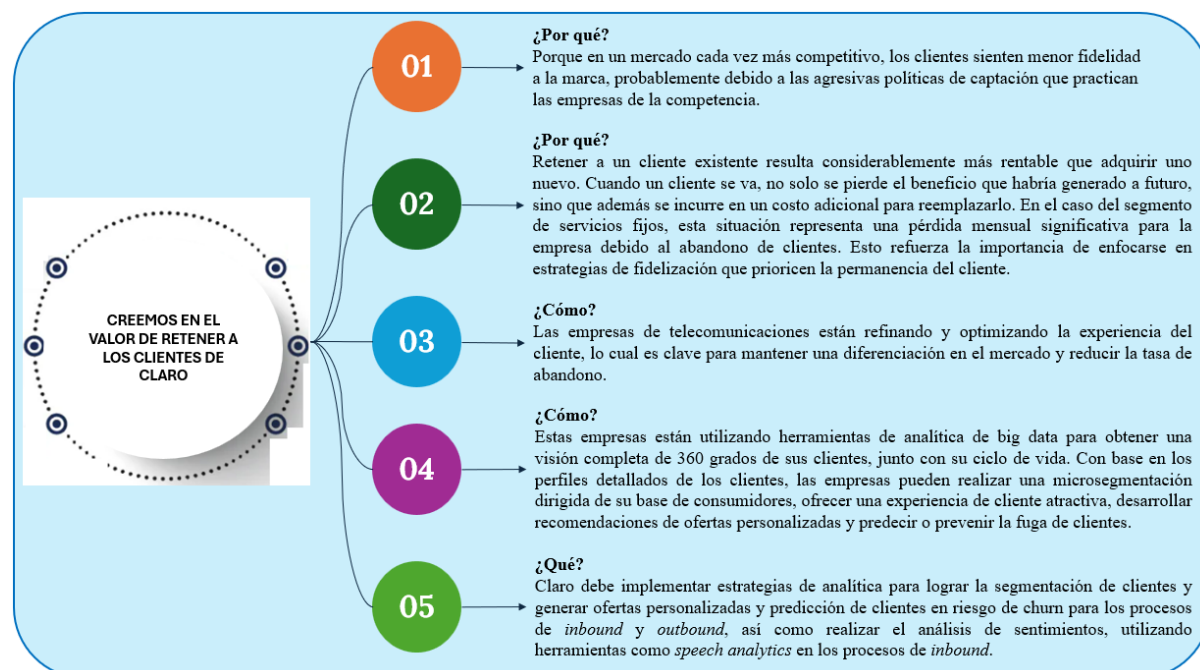 CREEMOS EN EL
VALOR DE RETENER A
LOS CLIENTES DE
CLARO
01
¿Por qué?
Porque en un mercado cada vez más competitivo, los clientes sienten menor fidelidad
a la marca, probablemente debido a las agresivas políticas de captación que practican
las empresas de la competencia.
02
¿Por qué?
Retener a un cliente existente resulta considerablemente más rentable que adquirir uno
nuevo. Cuando un cliente se va, no solo se pierde el beneficio que habría generado a futuro,
sino que además se incurre en un costo adicional para reemplazarlo. En el caso del segmento
de servicios fijos, esta situación representa una pérdida mensual significativa para la
empresa debido al abandono de clientes. Esto refuerza la importancia de enfocarse en
estrategias de fidelización que prioricen la permanencia del cliente.
03
¿Cómo?
Las empresas de telecomunicaciones están refinando y optimizando la experiencia del
cliente, lo cual es clave para mantener una diferenciación en el mercado y reducir la tasa de
abandono.
04
¿Cómo?
Estas empresas están utilizando herramientas de analítica de big data para obtener una
visión completa de 360 grados de sus clientes, junto con su ciclo de vida. Con base en los
perfiles detallados de los clientes, las empresas pueden realizar una microsegmentación
dirigida de su base de consumidores, ofrecer una experiencia de cliente atractiva, desarrollar
recomendaciones de ofertas personalizadas y predecir o prevenir la fuga de clientes.
05
¿Qué?
Claro debe implementar estrategias de analítica para lograr la segmentación de clientes y
generar ofertas personalizadas y predicción de clientes en riesgo de churn para los procesos
de inbound y outbound, así como realizar el análisis de sentimientos, utilizando
herramientas como speech analytics en los procesos de inbound.